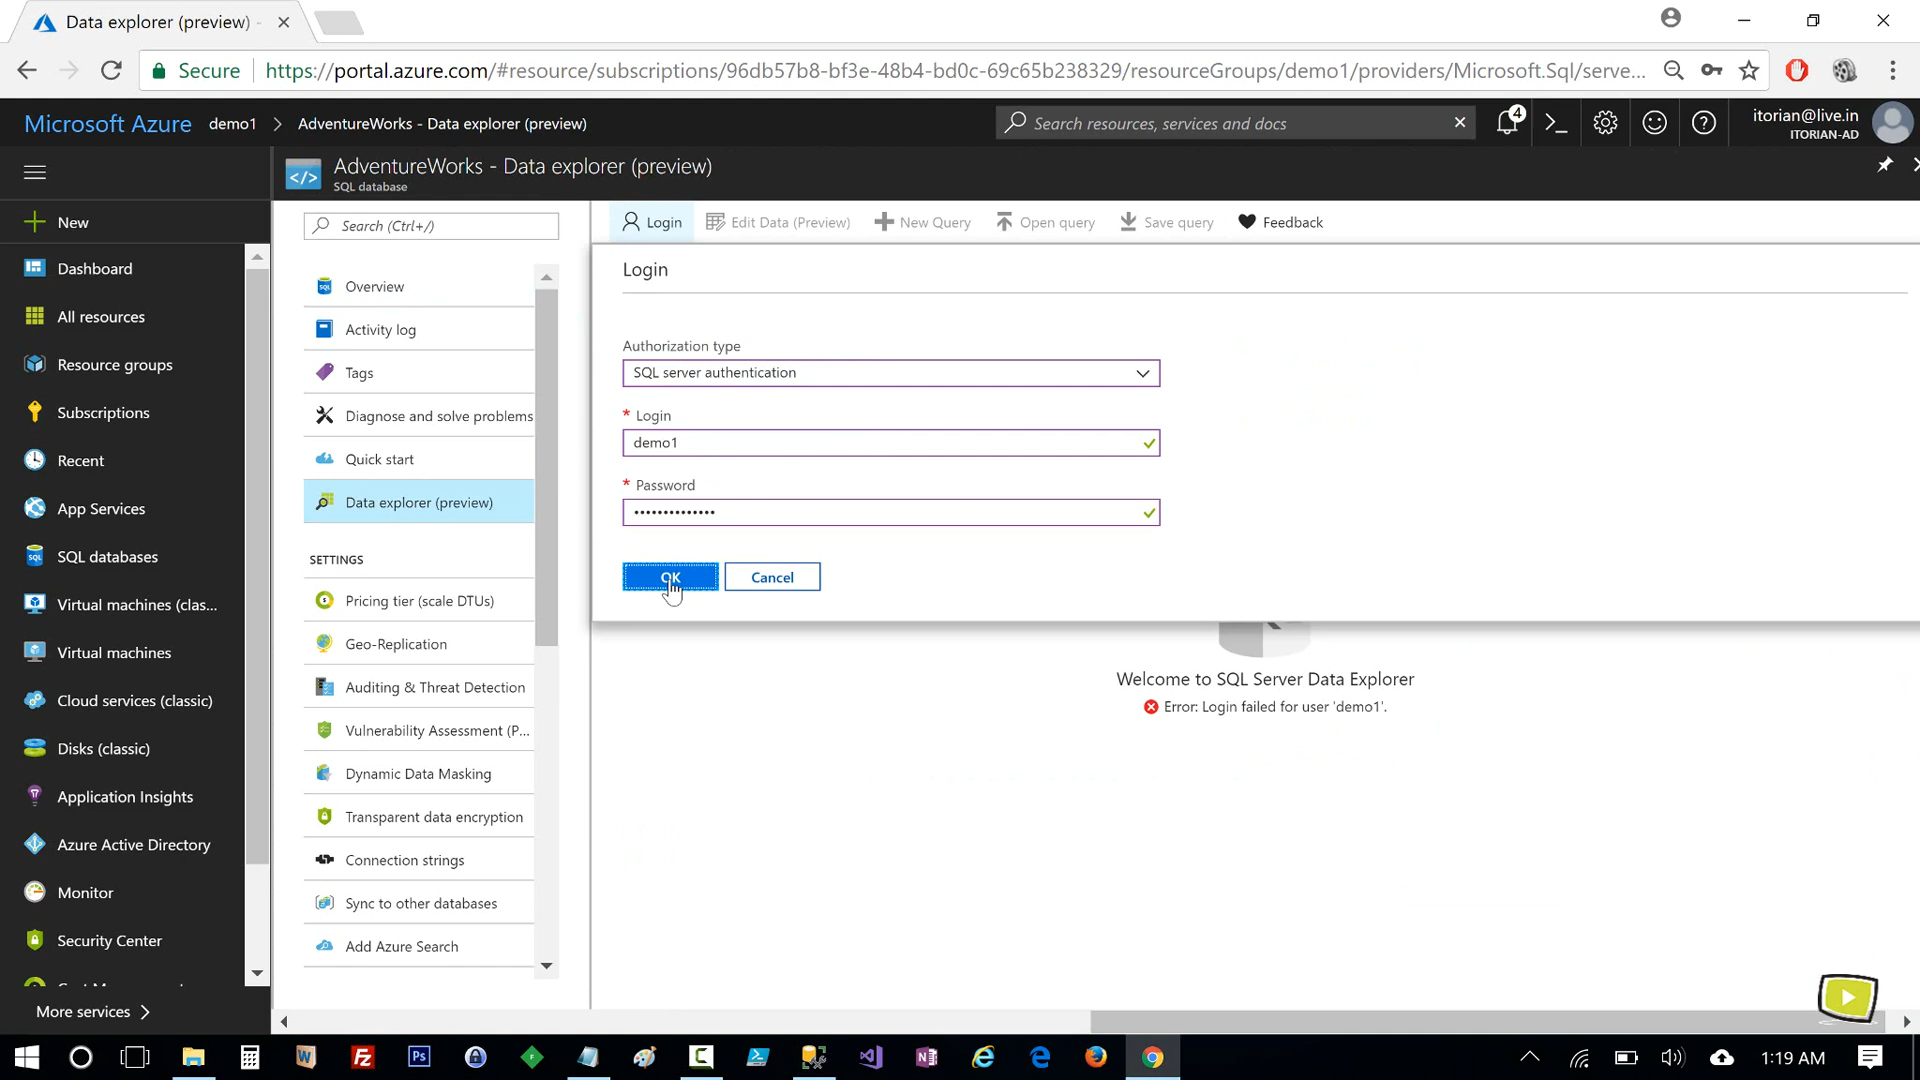 Data explorer (preview) -
Secure
https://portal.azure.com/#resource/subscriptions/96db57b8-bf3e-48b4-bd0c-69c65b238329/resourceGroups/demo1/providers/Microsoft.Sql/serve...
Microsoft Azure demo1 > AdventureWorks - Data explorer (preview)
Search resources, services and docs
4
itorian@live.in
ITORIAN-AD
AdventureWorks - Data explorer (preview)
SQL database
New
Dashboard
All resources
Resource groups
Subscriptions
Recent
App Services
SQL databases
Virtual machines (clas...
Virtual machines
Cloud services (classic)
Disks (classic)
Application Insights
Azure Active Directory
Monitor
Security Center
More services
Search (Ctrl+/)
Overview
Activity log
Tags
Diagnose and solve problems
Quick start
Data explorer (preview)
SETTINGS
Pricing tier (scale DTUs)
Geo-Replication
Auditing & Threat Detection
Vulnerability Assessment (P...
Dynamic Data Masking
Transparent data encryption
Connection strings
Sync to other databases
Add Azure Search
Login
Edit Data (Preview)
New Query
Open query
Save query
Feedback
Login
Authorization type
SQL server authentication
* Login
demo1
* Password
••••••••••••••
OK
Cancel
Welcome to SQL Server Data Explorer
Error: Login failed for user 'demo1'.
1:19 AM